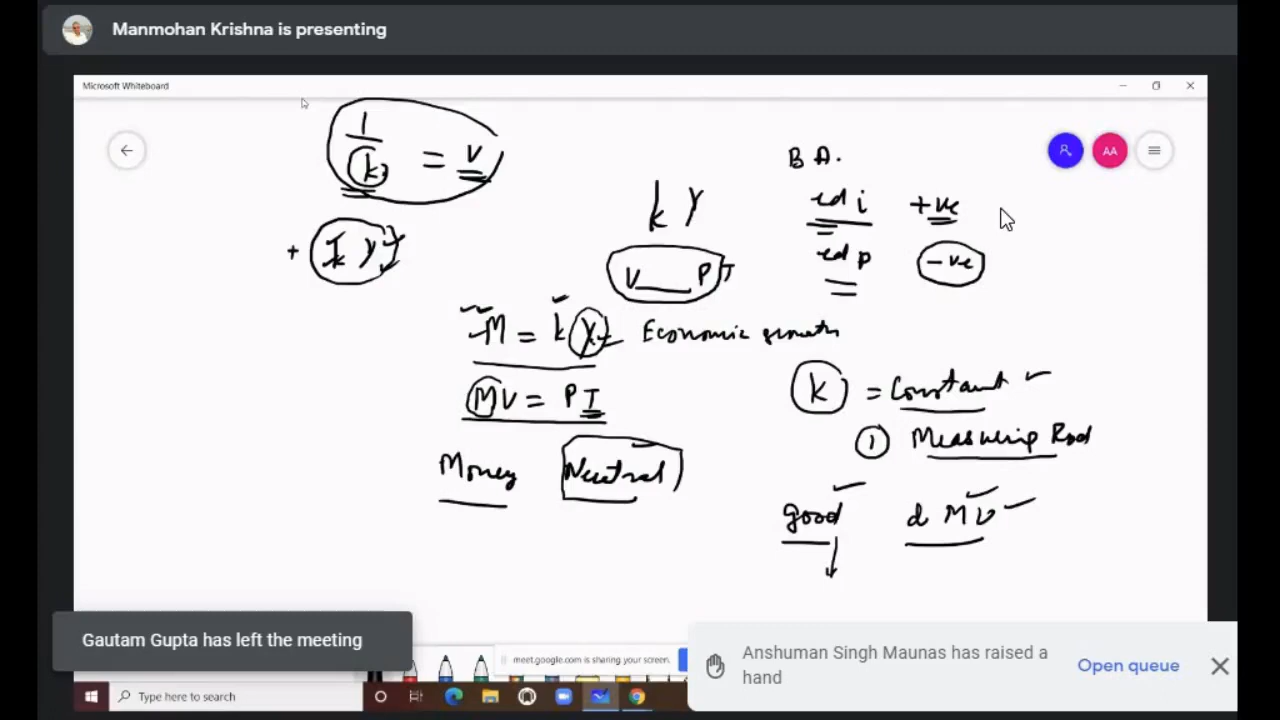 Manmohan Krishna is presenting
Microsoft Whiteboard
1
k = V
B A.
k Y
ed i +ve
+ k Y
V P T
ed p -ve
AA
M = k Y Economic growth
k = Constant
MV = P T
① Measuring Rod
Money Neutral
good d M U
Gautam Gupta has left the meeting
meet.google.com is sharing your screen.
Anshuman Singh Maunas has raised a
hand
Open queue
Type here to search